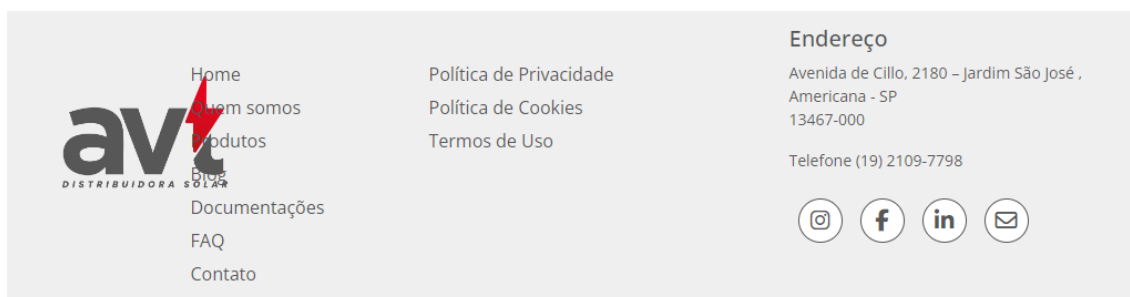 avt
DISTRIBUIDORA SOLAR
Home
Quem somos
Produtos
Blog
Documentações
FAQ
Contato
Política de Privacidade
Política de Cookies
Termos de Uso
Endereço
Avenida de Cillo, 2180 – Jardim São José ,
Americana - SP
13467-000
Telefone (19) 2109-7798